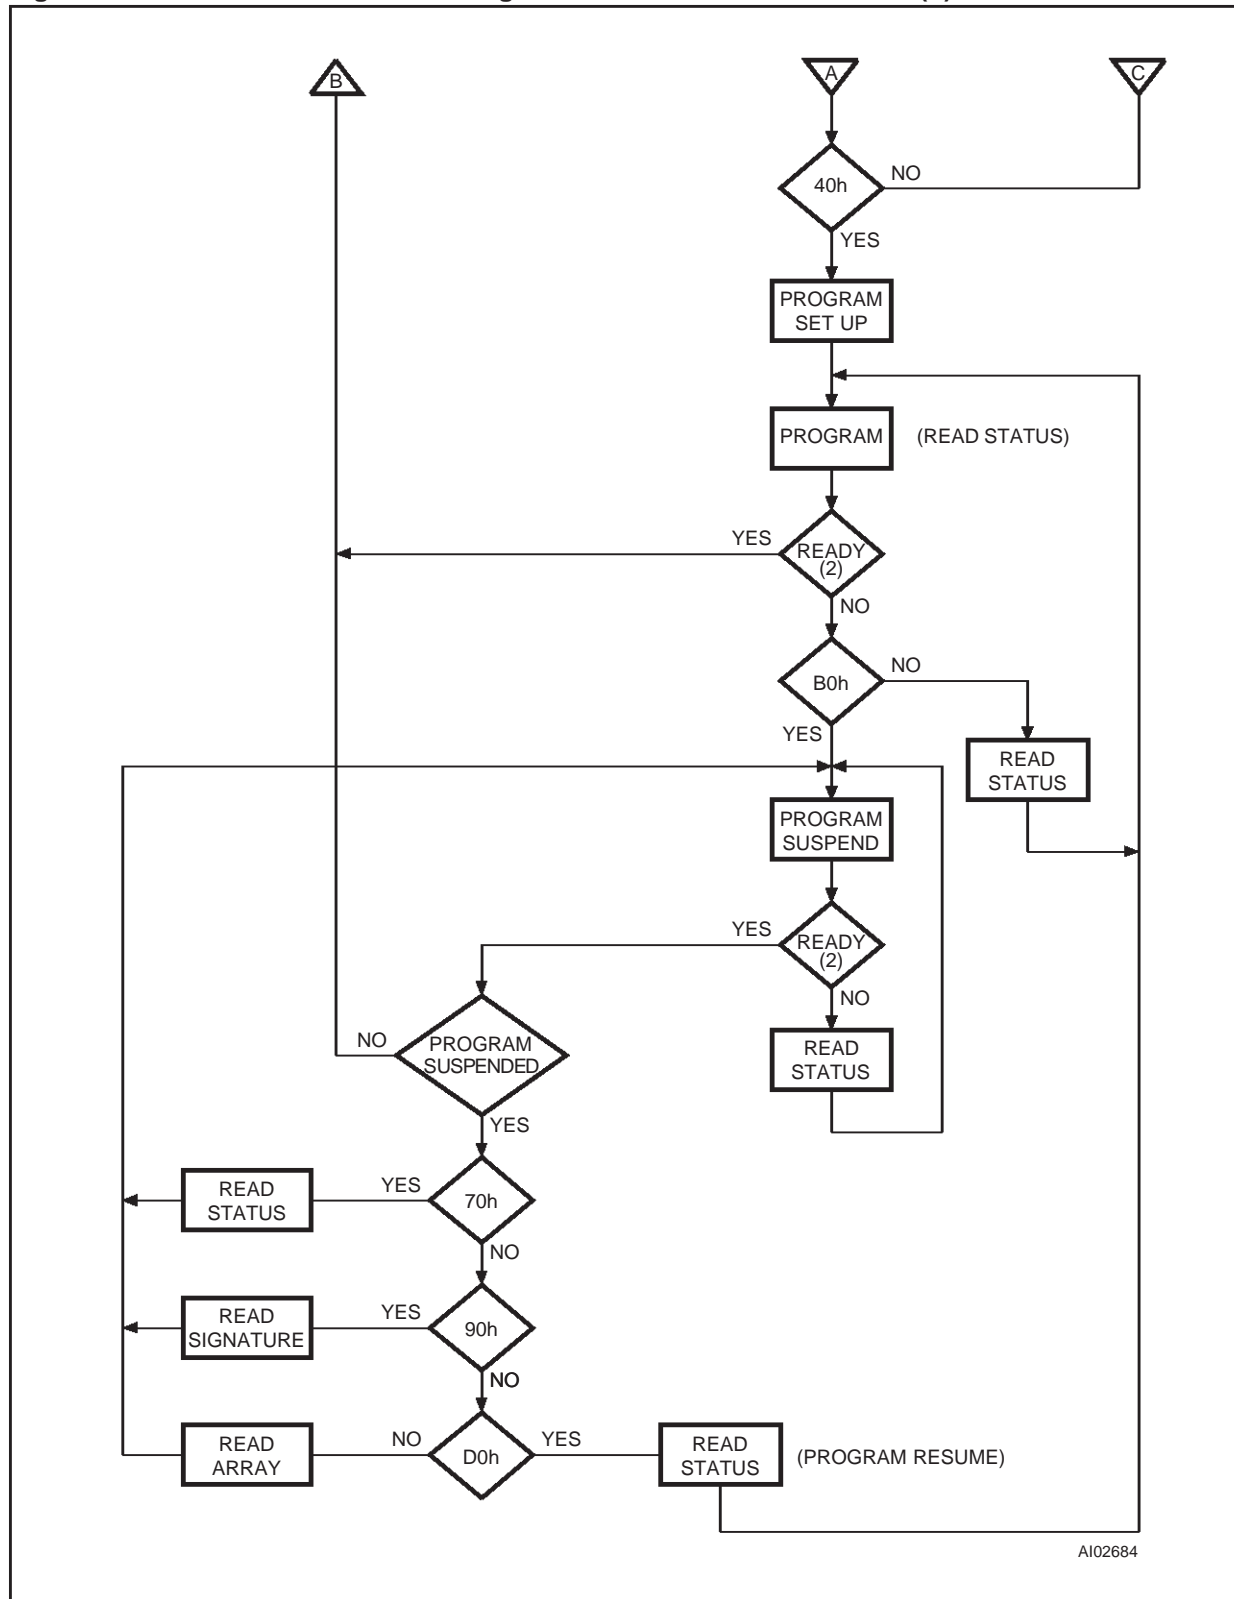 B
A
C
40h
NO
YES
PROGRAM
SET UP
PROGRAM
(READ STATUS)
YES
READY
(2)
NO
B0h
NO
YES
READ
STATUS
PROGRAM
SUSPEND
YES
READY
(2)
NO
NO
PROGRAM
SUSPENDED
READ
STATUS
YES
READ
STATUS
YES
70h
NO
READ
SIGNATURE
YES
90h
NO
READ
ARRAY
NO
D0h
YES
READ
STATUS
(PROGRAM RESUME)
AI02684